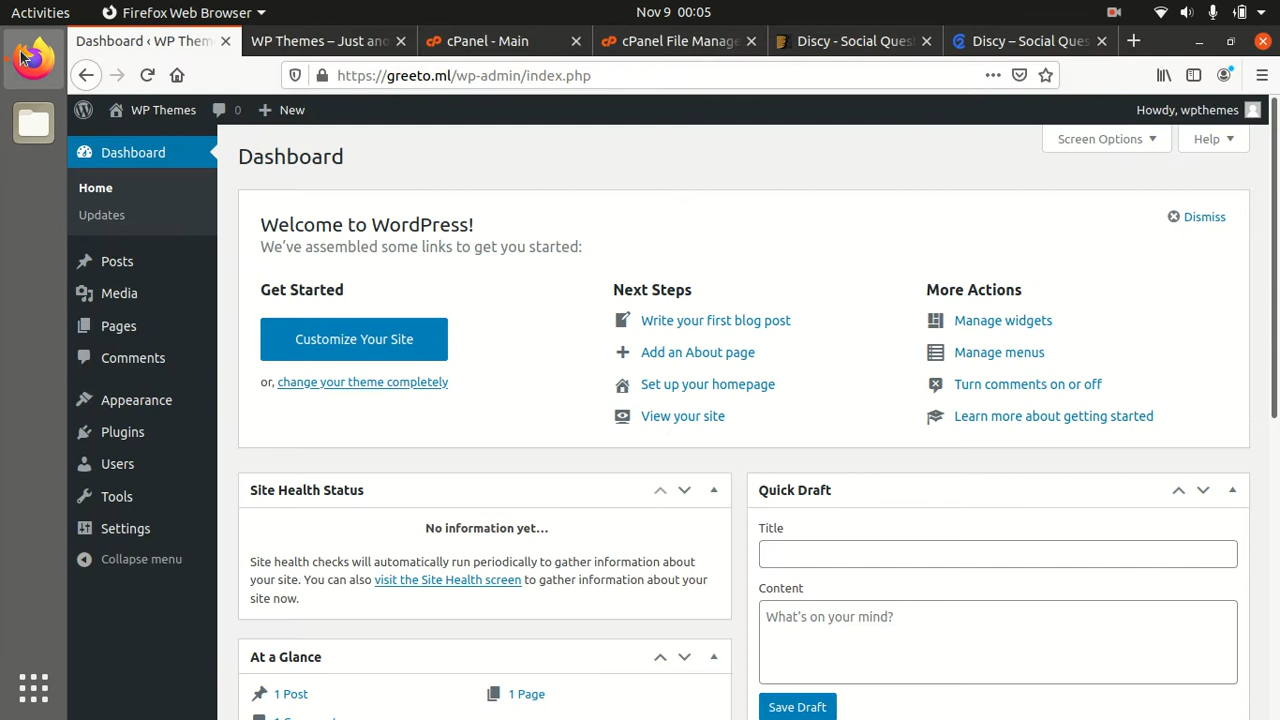 Activities
Firefox Web Browser
Nov 9 00:05
Dashboard ‹ WP Them
WP Themes – Just an
cPanel - Main
cPanel File Manage
Discy - Social Quest
Discy – Social Ques
https://greeto.ml/wp-admin/index.php
WP Themes
0
New
Howdy, wpthemes
Dashboard
Home
Updates
Posts
Media
Pages
Comments
Appearance
Plugins
Users
Tools
Settings
Collapse menu
Screen Options
Help
Dashboard
Welcome to WordPress!
We’ve assembled some links to get you started:
Dismiss
Get Started
Customize Your Site
or, change your theme completely
Next Steps
Write your first blog post
Add an About page
Set up your homepage
View your site
More Actions
Manage widgets
Manage menus
Turn comments on or off
Learn more about getting started
Site Health Status
No information yet…
Site health checks will automatically run periodically to gather information about
your site. You can also visit the Site Health screen to gather information about your
site now.
At a Glance
1 Post
1 Page
Quick Draft
Title
Content
What’s on your mind?
Save Draft